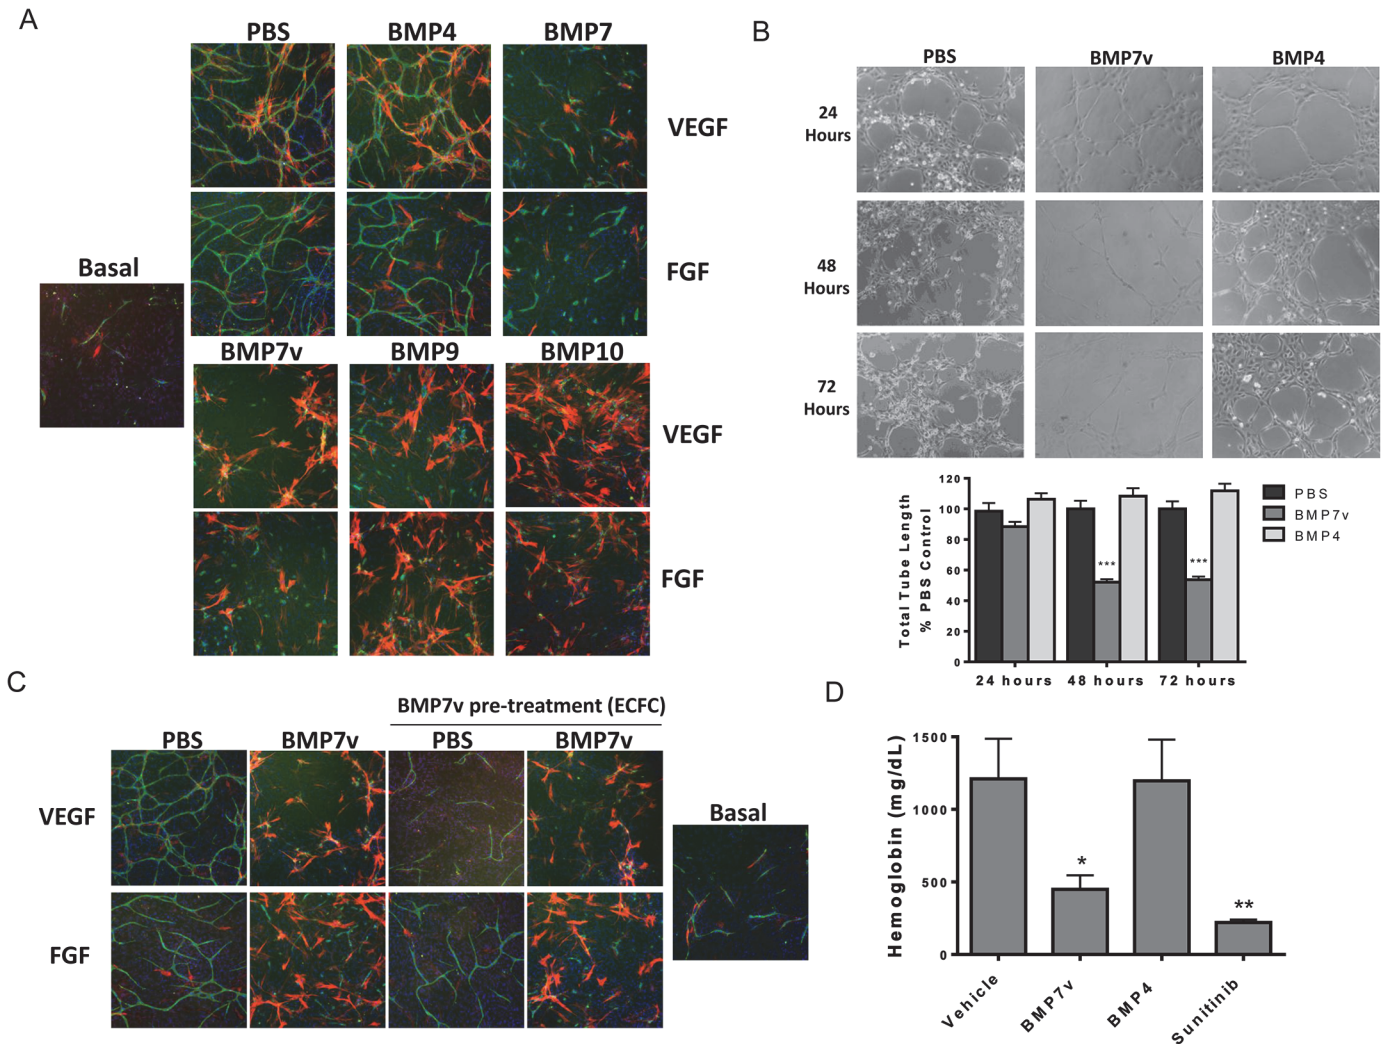 A
PBS BMP4 BMP7
VEGF
FGF
Basal
BMP7v BMP9 BMP10
VEGF
FGF
B
PBS BMP7v BMP4
24
Hours
48
Hours
72
Hours
Total Tube Length
% PBS Control
120
100
80
60
40
20
0
***
***
24 hours 48 hours 72 hours
PBS
BMP7v
BMP4
C
BMP7v pre-treatment (ECFC)
PBS BMP7v PBS BMP7v
VEGF
FGF
Basal
D
Hemoglobin (mg/dL)
1500
1000
500
0
*
**
Vehicle BMP7v BMP4 Sunitinib